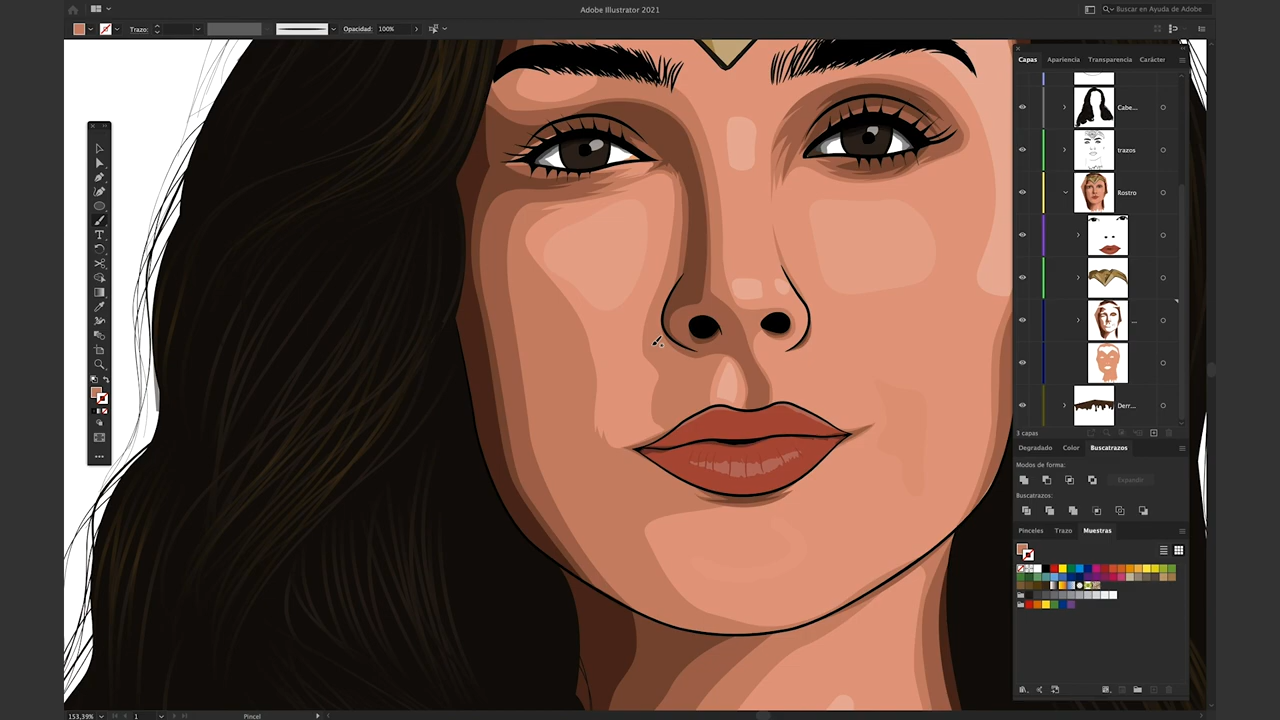 Adobe Illustrator 2021
Buscar en Ayuda de Adobe
Trazo:
Opacidad: 100%
Capas Apariencia Transparencia Carácter
Cabe...
trazos
Rostro
...
Derr...
3 capas
Degradado Color Buscatrazos
Modos de forma:
Expandir
Buscatrazos:
Pinceles Trazo Muestras
153,39% 1 Pincel